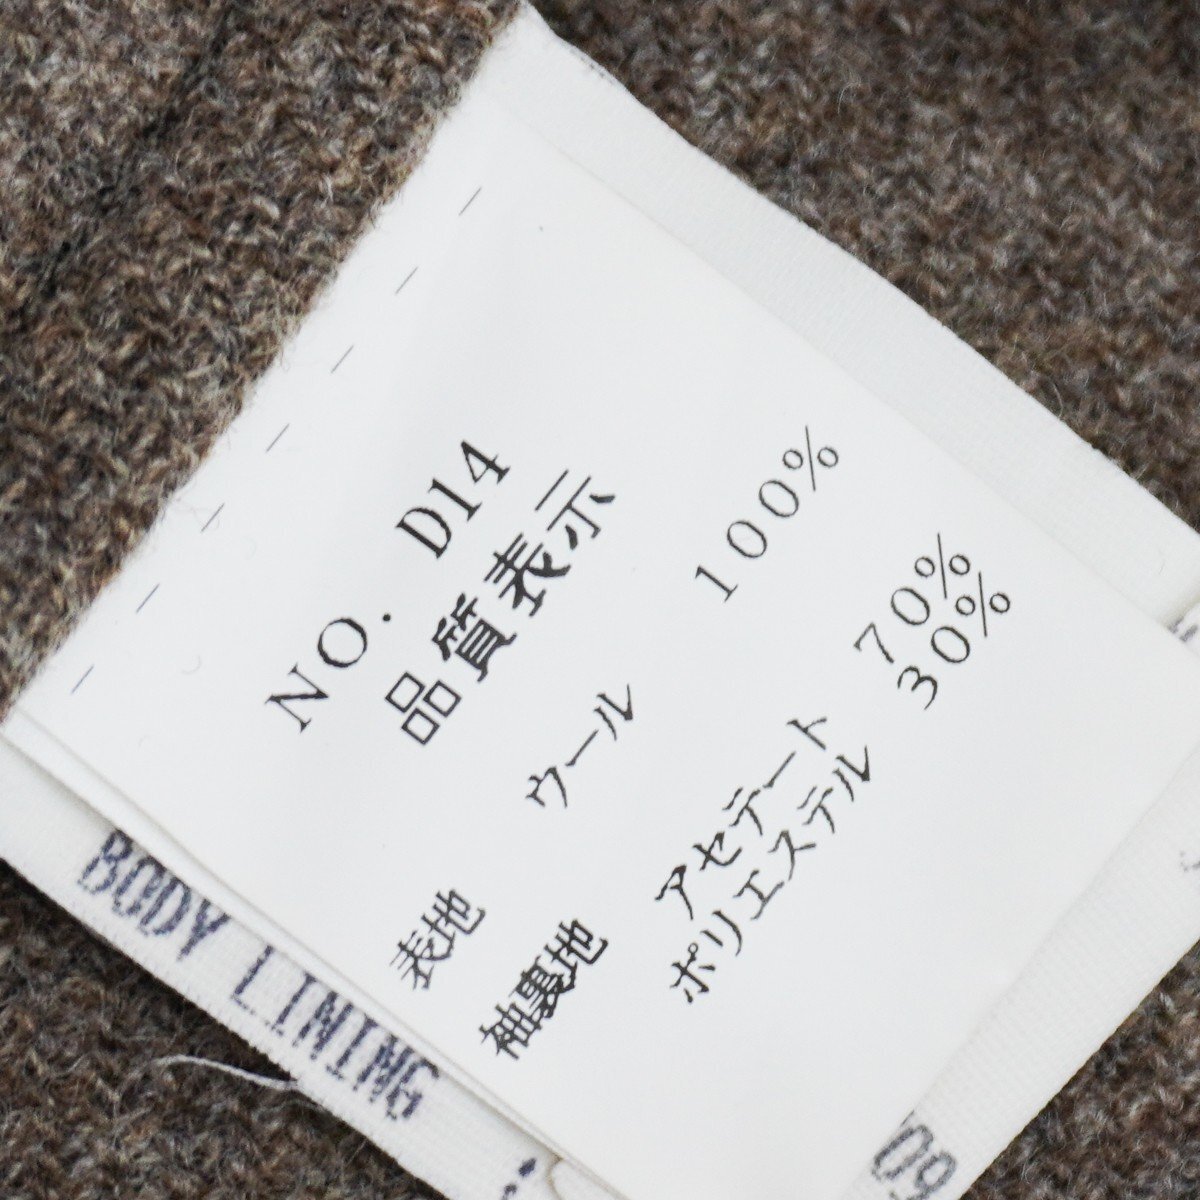 NO. D14
品質表示
表地 ウール 100%
袖裏地 アセテート 70%
ポリエステル 30%
BODY LINING